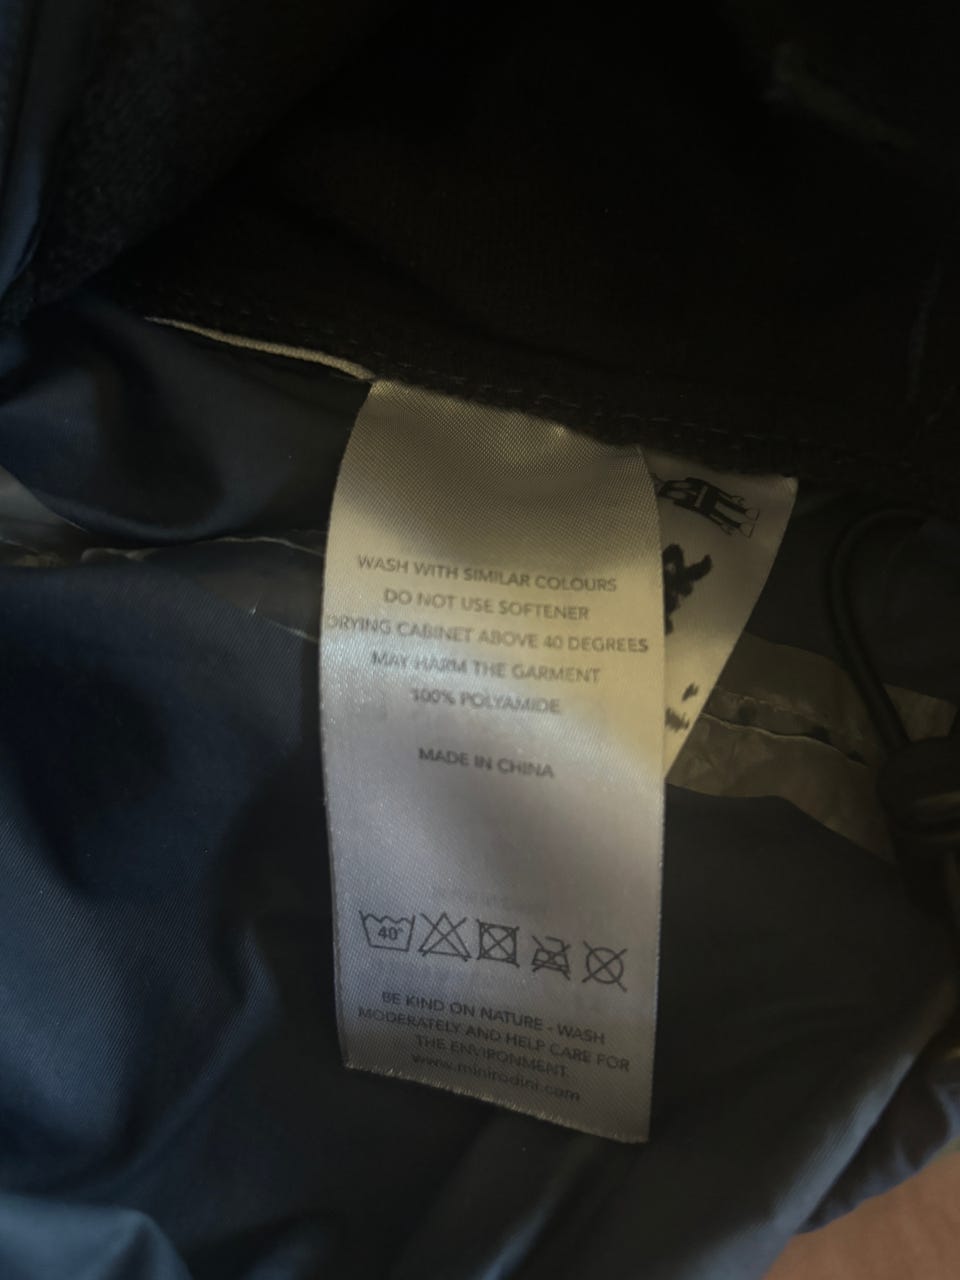 WASH WITH SIMILAR COLOURS
DO NOT USE SOFTENER
DRYING CABINET ABOVE 40 DEGREES
MAY HARM THE GARMENT
100% POLYAMIDE
MADE IN CHINA
40°
BE KIND ON NATURE - WASH
MODERATELY AND HELP CARE FOR
THE ENVIRONMENT.
www.minirodini.com